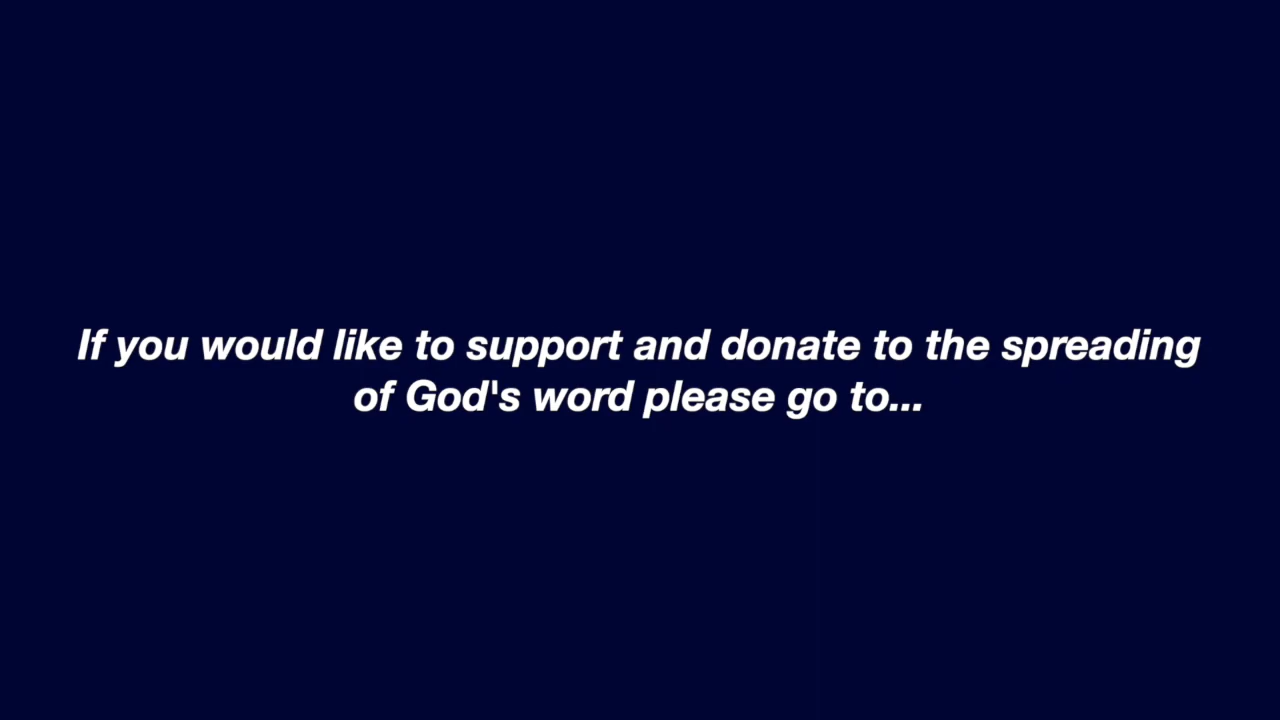 If you would like to support and donate to the spreading
of God's word please go to...